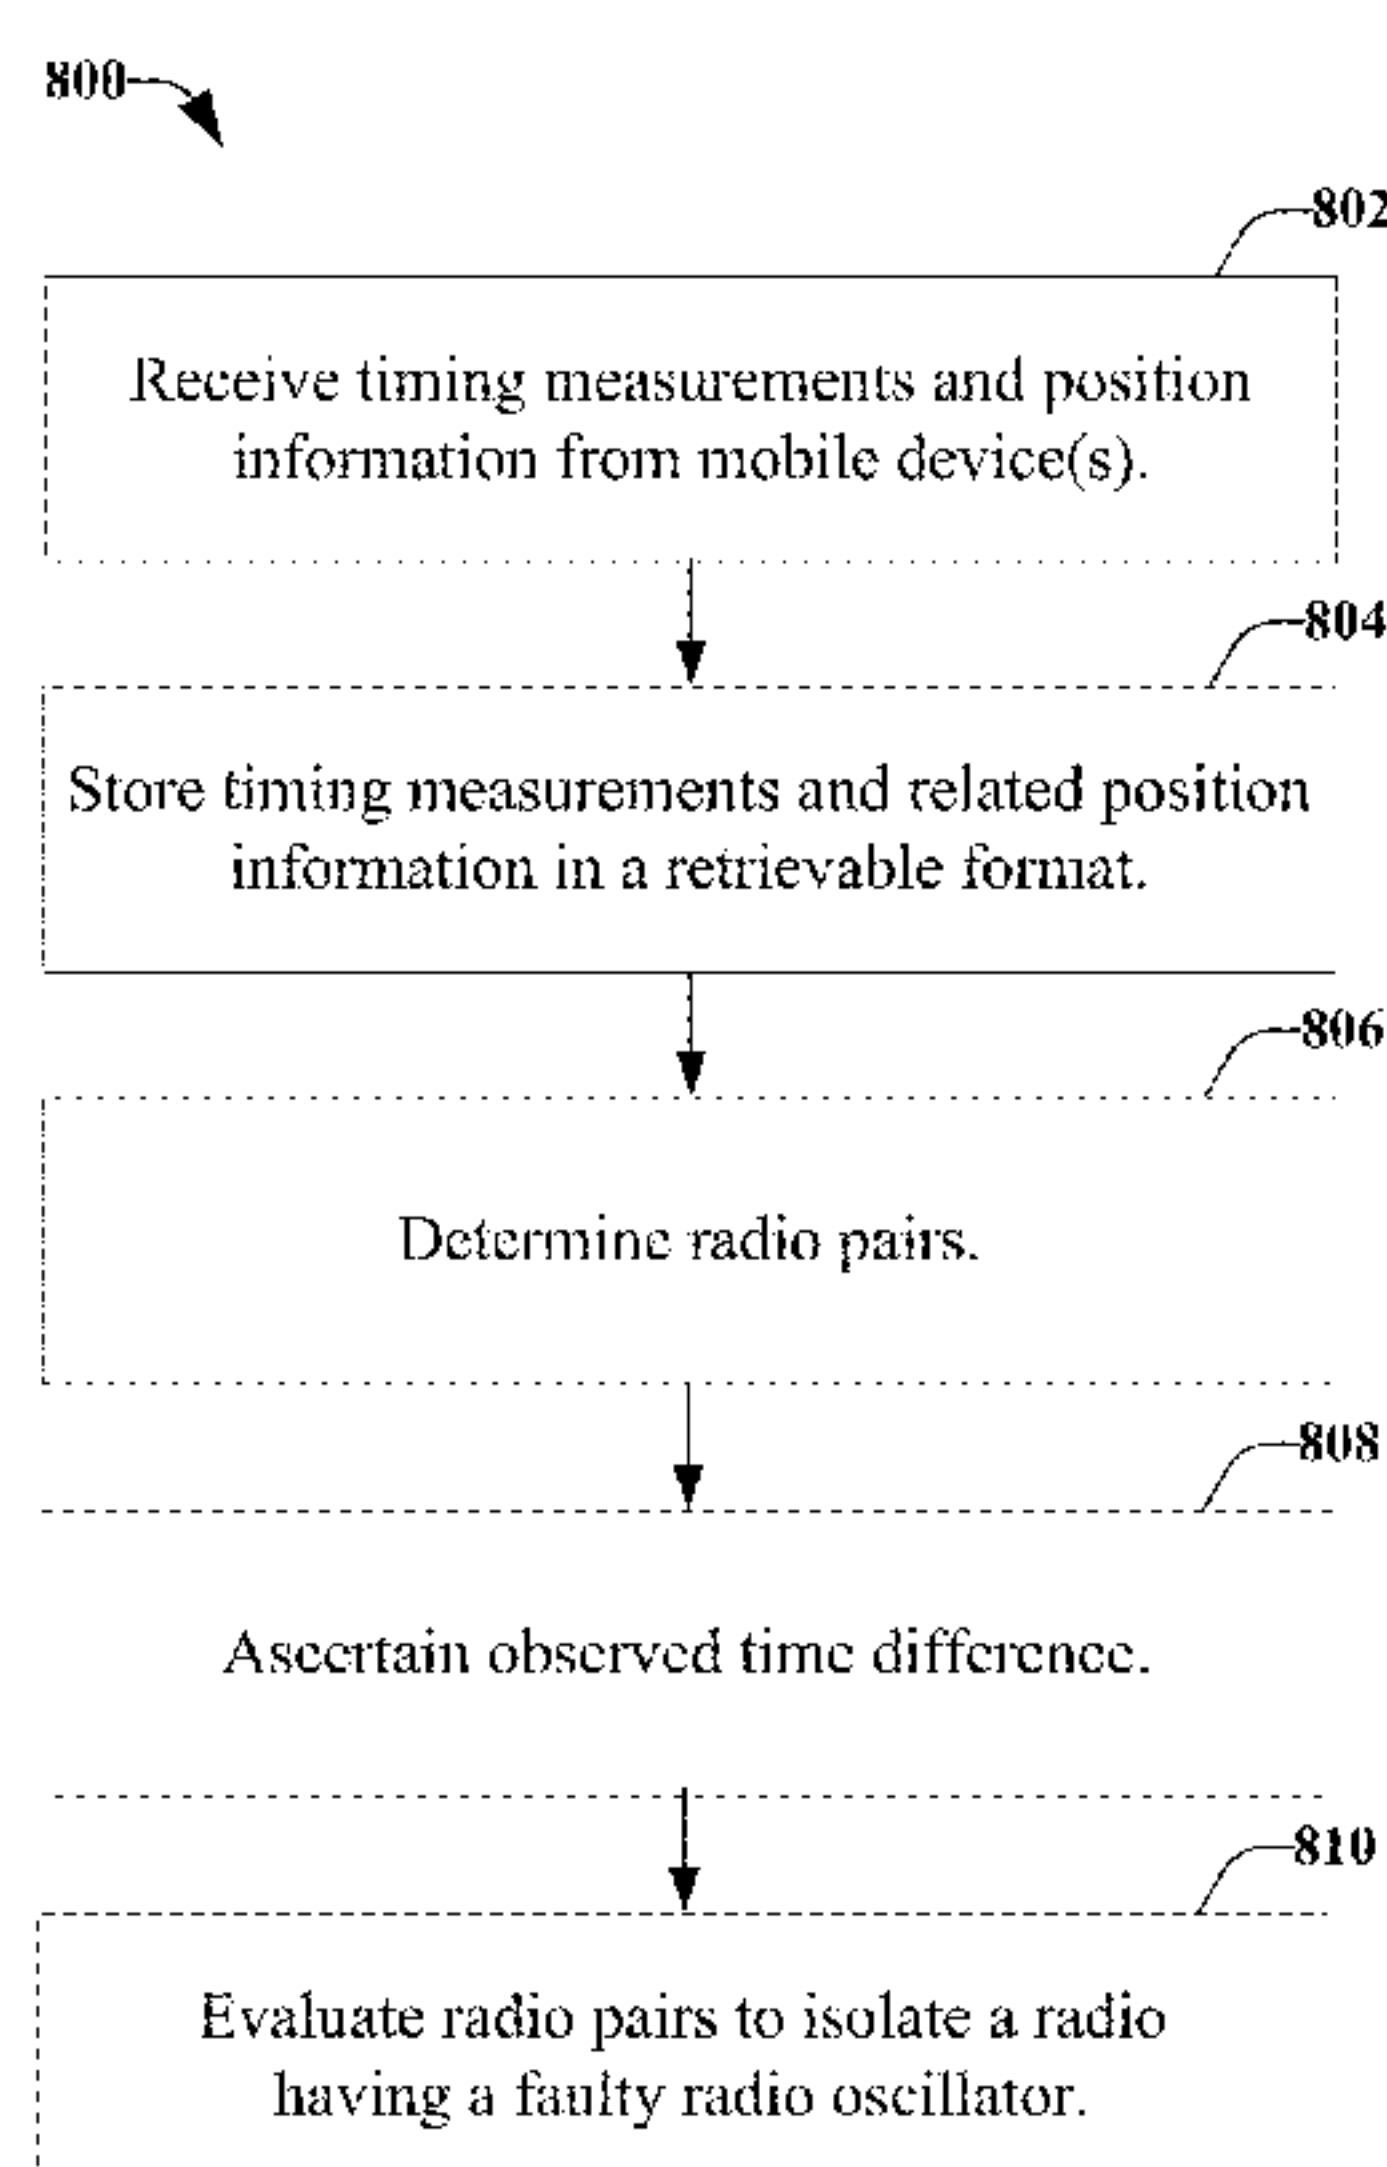 800
802
Receive timing measurements and position
information from mobile device(s).
804
Store timing measurements and related position
information in a retrievable format.
806
Determine radio pairs.
808
Ascertain observed time difference.
810
Evaluate radio pairs to isolate a radio
having a faulty radio oscillator.